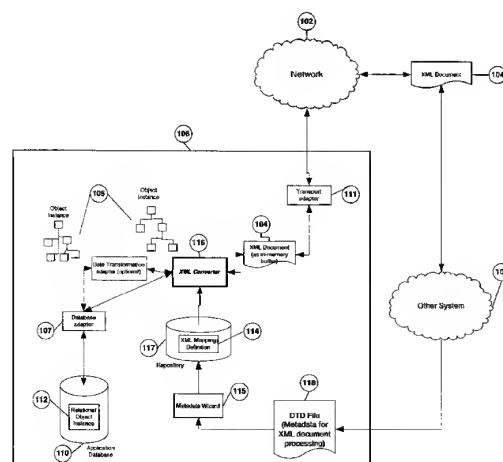 102
Network
XML Document
104
106
Object
Instance
105
Object
Instance
Transport
adapter
111
116
104
XML Document
(as in-memory
buffer)
Data Transformation
adapter (optional)
XML Converter
Other System
107
Database
adapter
117
XML Mapping
Definition
114
Repository
118
112
Relational
Object
Instance
115
Metadata Wizard
DTD File
(Metadata for
XML document
processing)
110
Application
Database